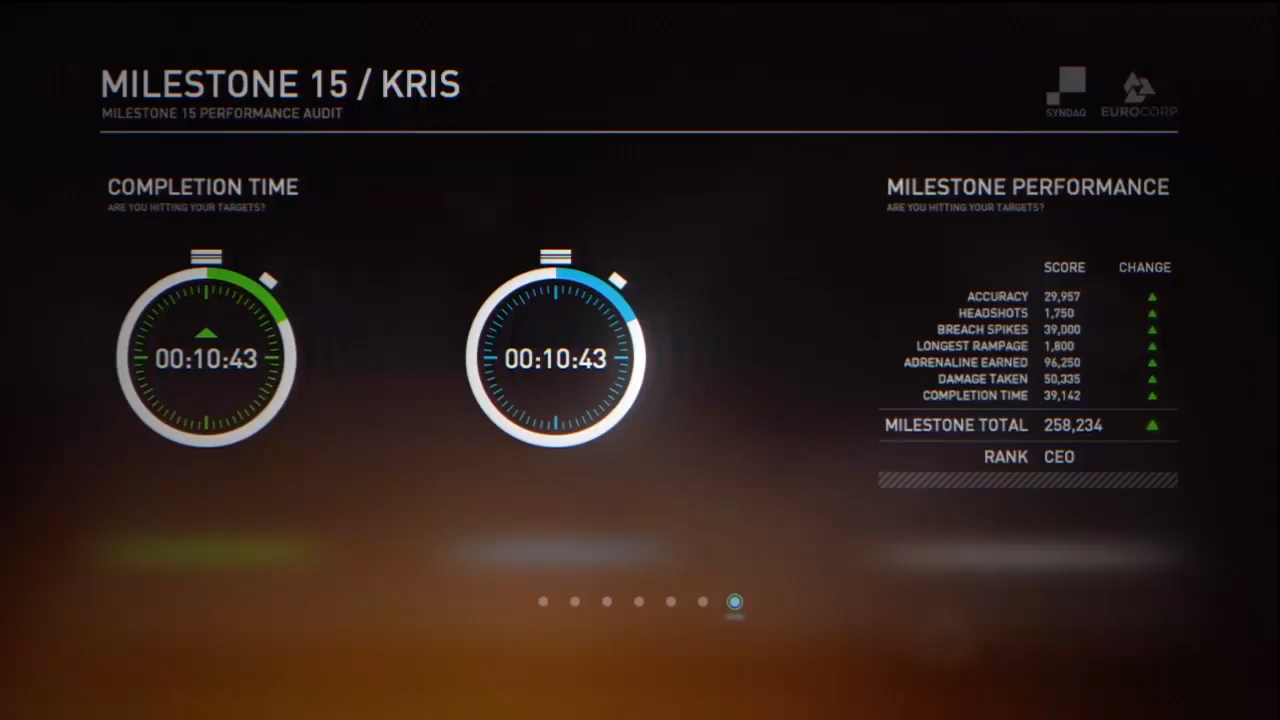 MILESTONE 15 / KRIS
MILESTONE 15 PERFORMANCE AUDIT
SYNDAQ
EUROCORP
COMPLETION TIME
ARE YOU HITTING YOUR TARGETS?
00:10:43
00:10:43
MILESTONE PERFORMANCE
ARE YOU HITTING YOUR TARGETS?
SCORE CHANGE
ACCURACY 29,957
HEADSHOTS 1,750
BREACH SPIKES 39,000
LONGEST RAMPAGE 1,800
ADRENALINE EARNED 96,250
DAMAGE TAKEN 50,335
COMPLETION TIME 39,142
MILESTONE TOTAL 258,234
RANK CEO